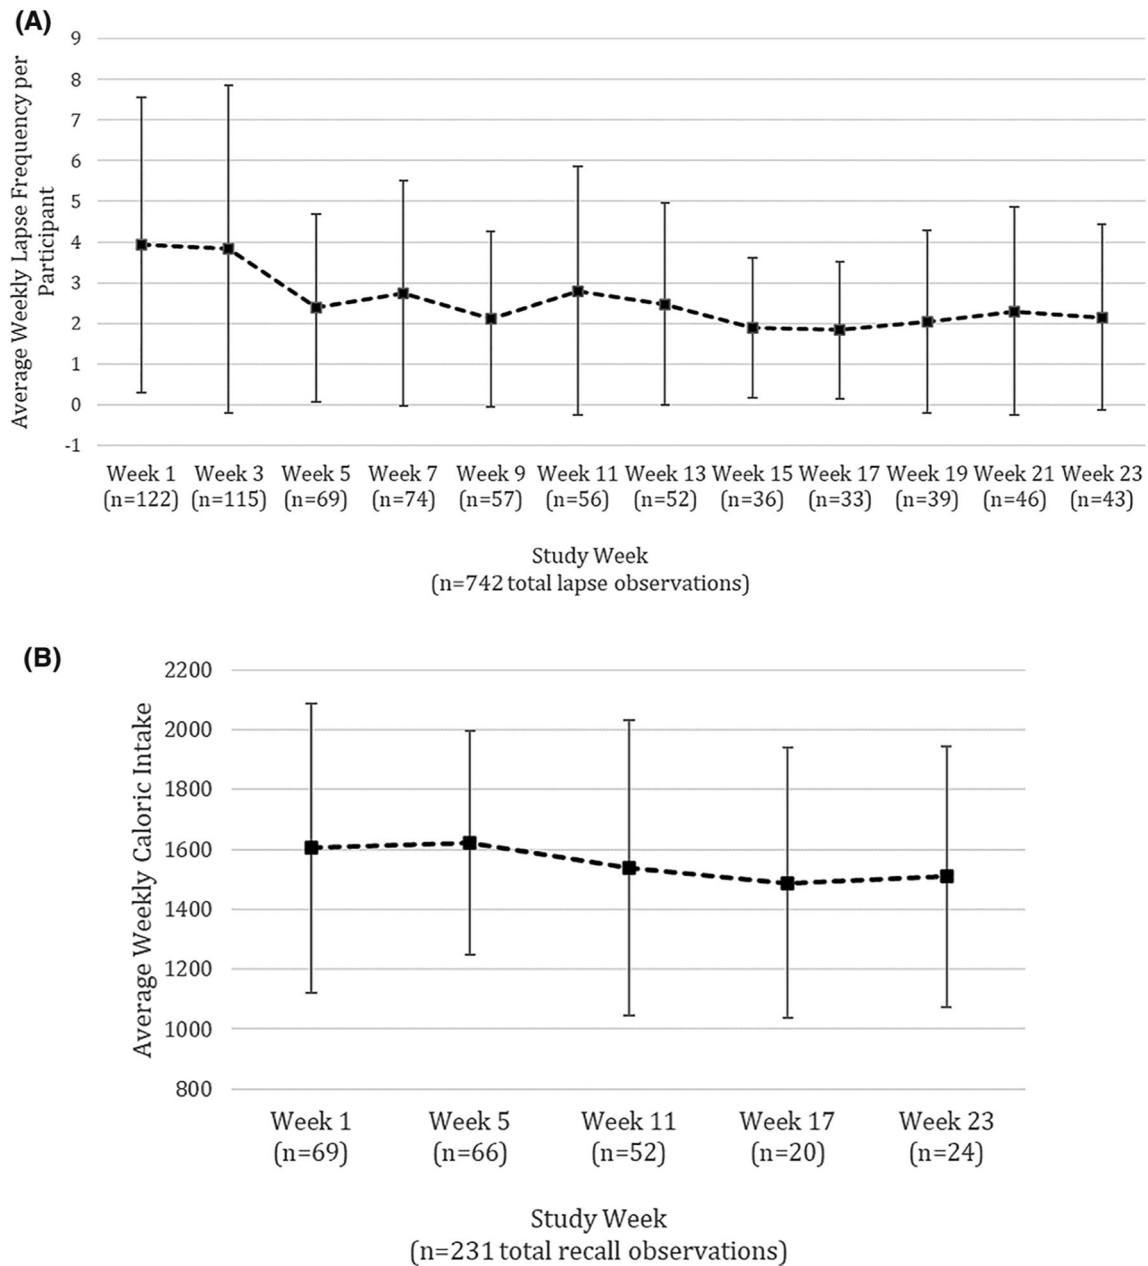 (A)
Average Weekly Lapse Frequency per
Participant
9
8
7
6
5
4
3
2
1
0
-1
Week 1 Week 3 Week 5 Week 7 Week 9 Week 11 Week 13 Week 15 Week 17 Week 19 Week 21 Week 23
(n=122) (n=115) (n=69) (n=74) (n=57) (n=56) (n=52) (n=36) (n=33) (n=39) (n=46) (n=43)
Study Week
(n=742 total lapse observations)
(B)
Average Weekly Caloric Intake
2200
2000
1800
1600
1400
1200
1000
800
Week 1 Week 5 Week 11 Week 17 Week 23
(n=69) (n=66) (n=52) (n=20) (n=24)
Study Week
(n=231 total recall observations)